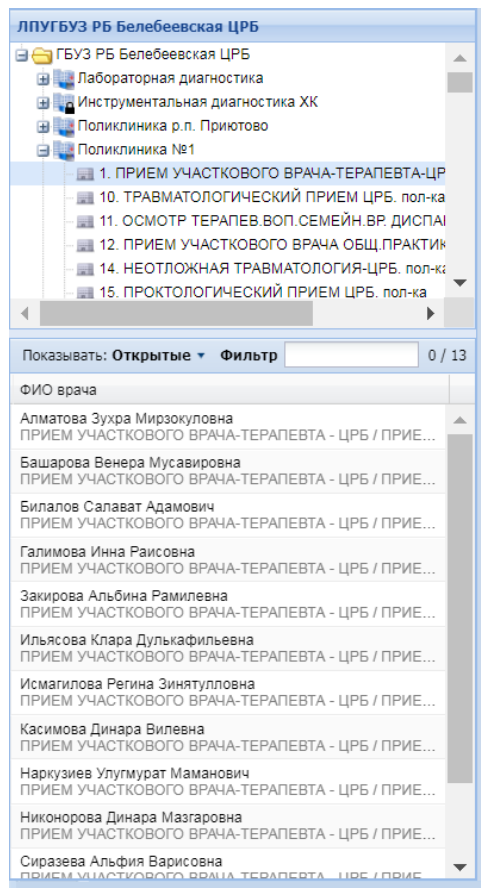 ЛПУГБУЗ РБ Белебеевская ЦРБ
ГБУЗ РБ Белебеевская ЦРБ
Лабораторная диагностика
Инструментальная диагностика ХК
Поликлиника р.п. Приютово
Поликлиника №1
1. ПРИЕМ УЧАСТКОВОГО ВРАЧА-ТЕРАПЕВТА-ЦР
10. ТРАВМАТОЛОГИЧЕСКИЙ ПРИЕМ ЦРБ. пол-ка
11. ОСМОТР ТЕРАПЕВ.ВОП.СЕМЕЙН.ВР. ДИСПА
12. ПРИЕМ УЧАСТКОВОГО ВРАЧА ОБЩ.ПРАКТИК
14. НЕОТЛОЖНАЯ ТРАВМАТОЛОГИЯ-ЦРБ. пол-ка
15. ПРОКТОЛОГИЧЕСКИЙ ПРИЕМ ЦРБ. пол-ка
Показывать: Открытые Фильтр 0 / 13
ФИО врача
Алматова Зухра Мирзокуловна
ПРИЕМ УЧАСТКОВОГО ВРАЧА-ТЕРАПЕВТА - ЦРБ / ПРИЕ...
Башарова Венера Мусавировна
ПРИЕМ УЧАСТКОВОГО ВРАЧА-ТЕРАПЕВТА - ЦРБ / ПРИЕ...
Билалов Салават Адамович
ПРИЕМ УЧАСТКОВОГО ВРАЧА-ТЕРАПЕВТА - ЦРБ / ПРИЕ...
Галимова Инна Раисовна
ПРИЕМ УЧАСТКОВОГО ВРАЧА-ТЕРАПЕВТА - ЦРБ / ПРИЕ...
Закирова Альбина Рамилевна
ПРИЕМ УЧАСТКОВОГО ВРАЧА-ТЕРАПЕВТА - ЦРБ / ПРИЕ...
Ильясова Клара Дулькафильевна
ПРИЕМ УЧАСТКОВОГО ВРАЧА-ТЕРАПЕВТА - ЦРБ / ПРИЕ...
Исмагилова Регина Зинятулловна
ПРИЕМ УЧАСТКОВОГО ВРАЧА-ТЕРАПЕВТА - ЦРБ / ПРИЕ...
Касимова Динара Вилевна
ПРИЕМ УЧАСТКОВОГО ВРАЧА-ТЕРАПЕВТА - ЦРБ / ПРИЕ...
Наркузиев Улугмурат Маманович
ПРИЕМ УЧАСТКОВОГО ВРАЧА-ТЕРАПЕВТА - ЦРБ / ПРИЕ...
Никонорова Динара Мазгаровна
ПРИЕМ УЧАСТКОВОГО ВРАЧА-ТЕРАПЕВТА - ЦРБ / ПРИЕ...
Сиразева Альфия Варисовна
ПРИЕМ УЧАСТКОВОГО ВРАЧА-ТЕРАПЕВТА - ЦРБ / ПРИЕ